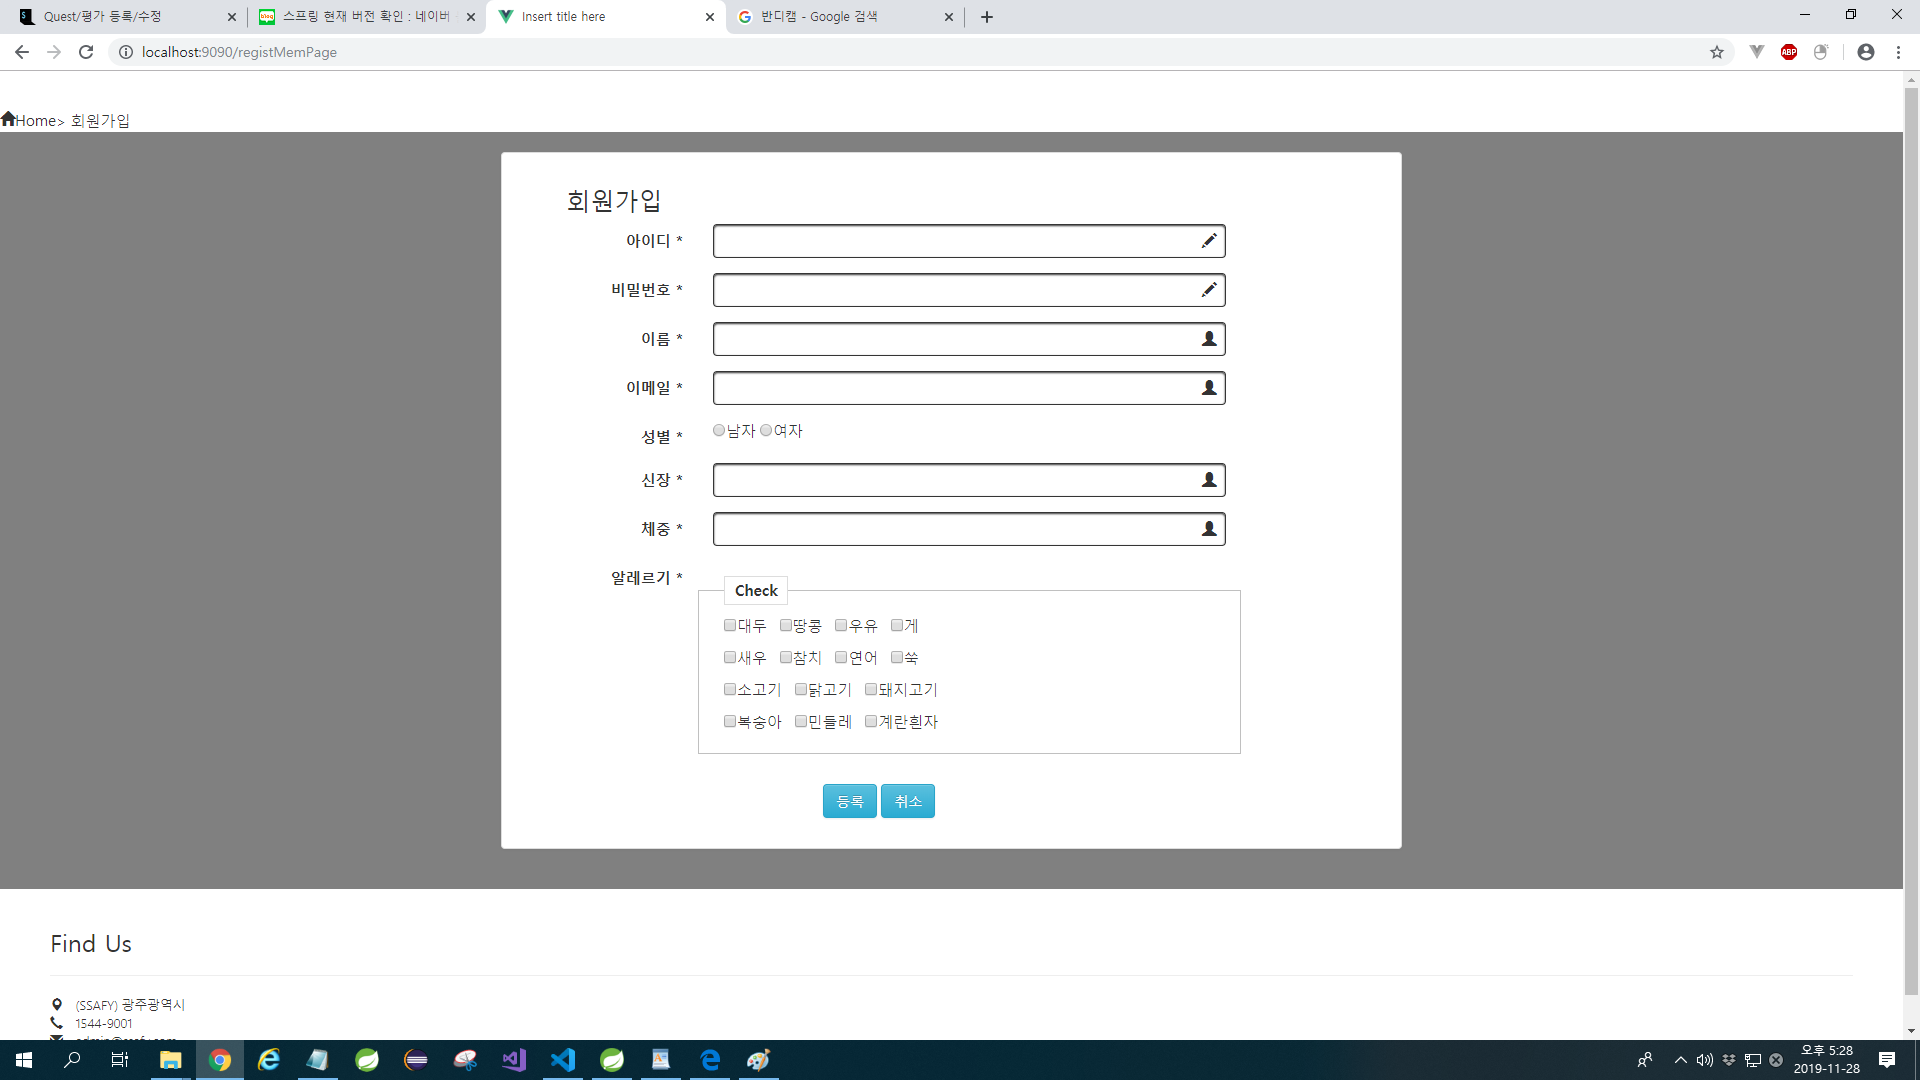 Quest/평가 등록/수정
스프링 현재 버전 확인 : 네이버
Insert title here
반디캠 - Google 검색
localhost:9090/registMemPage
ABP
Home> 회원가입
회원가입
아이디 *
비밀번호 *
이름 *
이메일 *
성별 * 남자 여자
신장 *
체중 *
알레르기 *
Check
대두 땅콩 우유 게
새우 참치 연어 쑥
소고기 닭고기 돼지고기
복숭아 민들레 계란흰자
등록 취소
Find Us
(SSAFY) 광주광역시
1544-9001
오후 5:28
2019-11-28